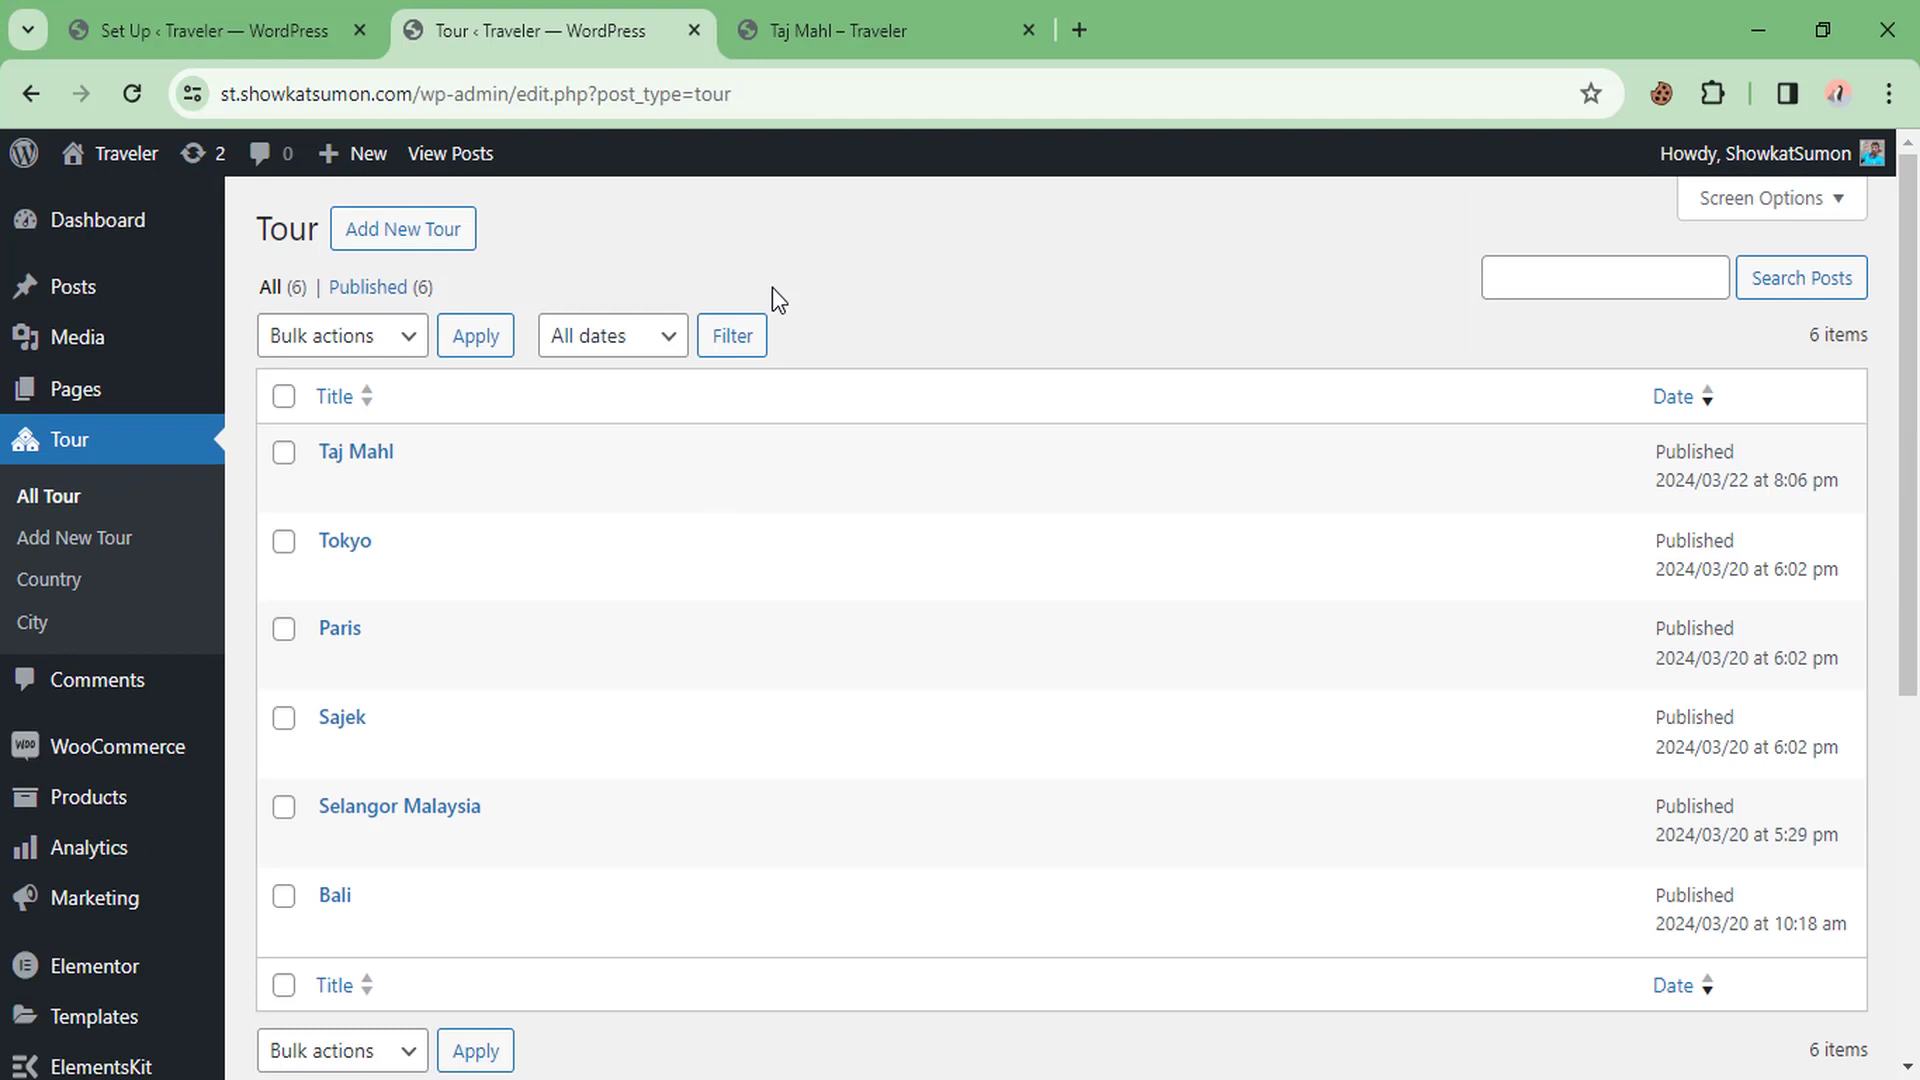 Set Up ‹ Traveler — WordPress
Tour ‹ Traveler — WordPress
Taj Mahl – Traveler
st.showkatsumon.com/wp-admin/edit.php?post_type=tour
Traveler
2
0
New
View Posts
Howdy, ShowkatSumon
Dashboard
Posts
Media
Pages
Tour
All Tour
Add New Tour
Country
City
Comments
WooCommerce
Products
Analytics
Marketing
Elementor
Templates
ElementsKit
Screen Options ▼
Tour
Add New Tour
All (6) | Published (6)
Search Posts
Bulk actions
Apply
All dates
Filter
6 items
Title
Date
Taj Mahl
Published
2024/03/22 at 8:06 pm
Tokyo
Published
2024/03/20 at 6:02 pm
Paris
Published
2024/03/20 at 6:02 pm
Sajek
Published
2024/03/20 at 6:02 pm
Selangor Malaysia
Published
2024/03/20 at 5:29 pm
Bali
Published
2024/03/20 at 10:18 am
Title
Date
Bulk actions
Apply
6 items